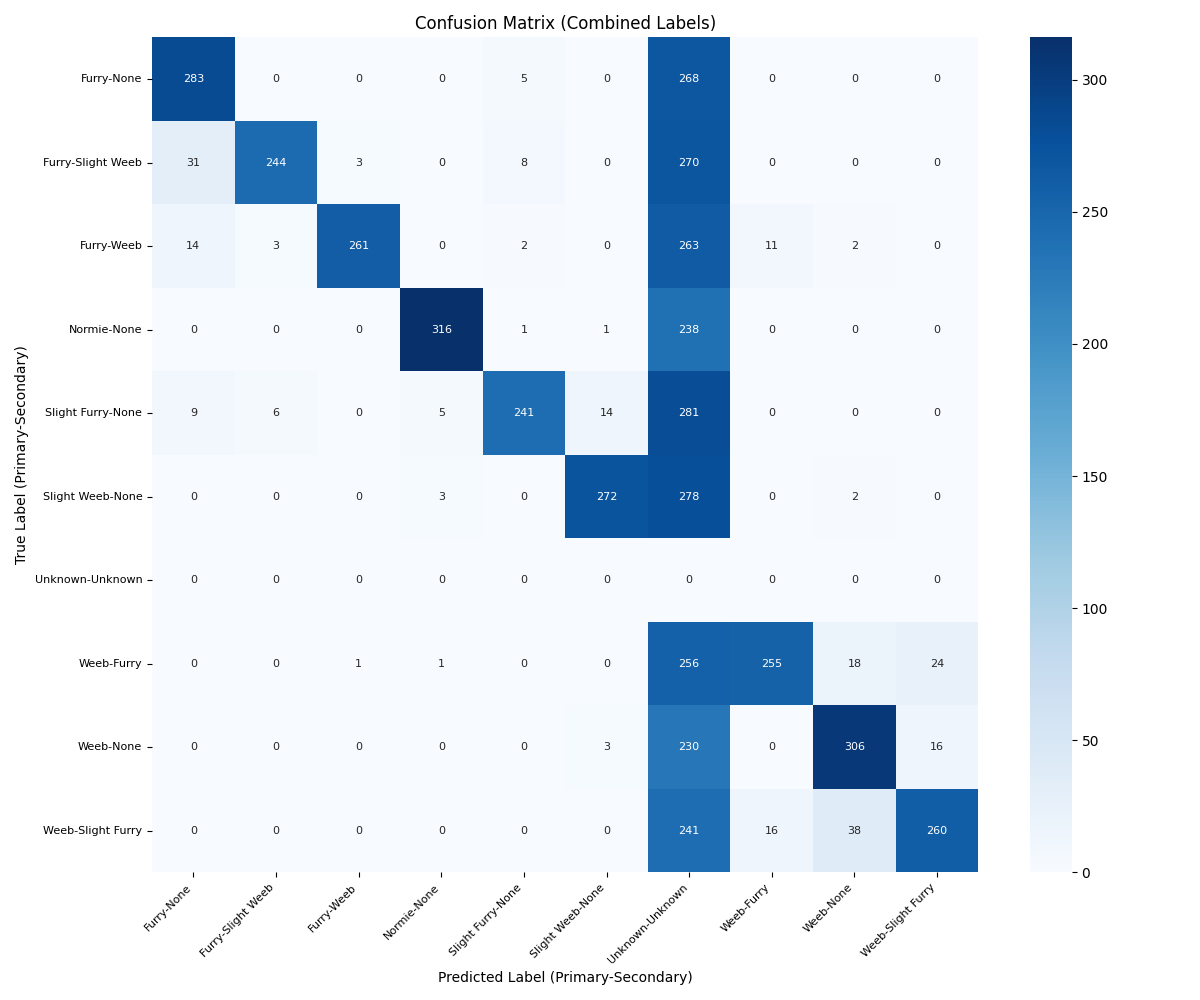 Confusion Matrix (Combined Labels)
True Label (Primary-Secondary)
Furry-None 283 0 0 0 5 0 268 0 0 0
Furry-Slight Weeb 31 244 3 0 8 0 270 0 0 0
Furry-Weeb 14 3 261 0 2 0 263 11 2 0
Normie-None 0 0 0 316 1 1 238 0 0 0
Slight Furry-None 9 6 0 5 241 14 281 0 0 0
Slight Weeb-None 0 0 0 3 0 272 278 0 2 0
Unknown-Unknown 0 0 0 0 0 0 0 0 0 0
Weeb-Furry 0 0 1 1 0 0 256 255 18 24
Weeb-None 0 0 0 0 0 3 230 0 306 16
Weeb-Slight Furry 0 0 0 0 0 0 241 16 38 260
Furry-None
Furry-Slight Weeb
Furry-Weeb
Normie-None
Slight Furry-None
Slight Weeb-None
Unknown-Unknown
Weeb-Furry
Weeb-None
Weeb-Slight Furry
Predicted Label (Primary-Secondary)
300
250
200
150
100
50
0